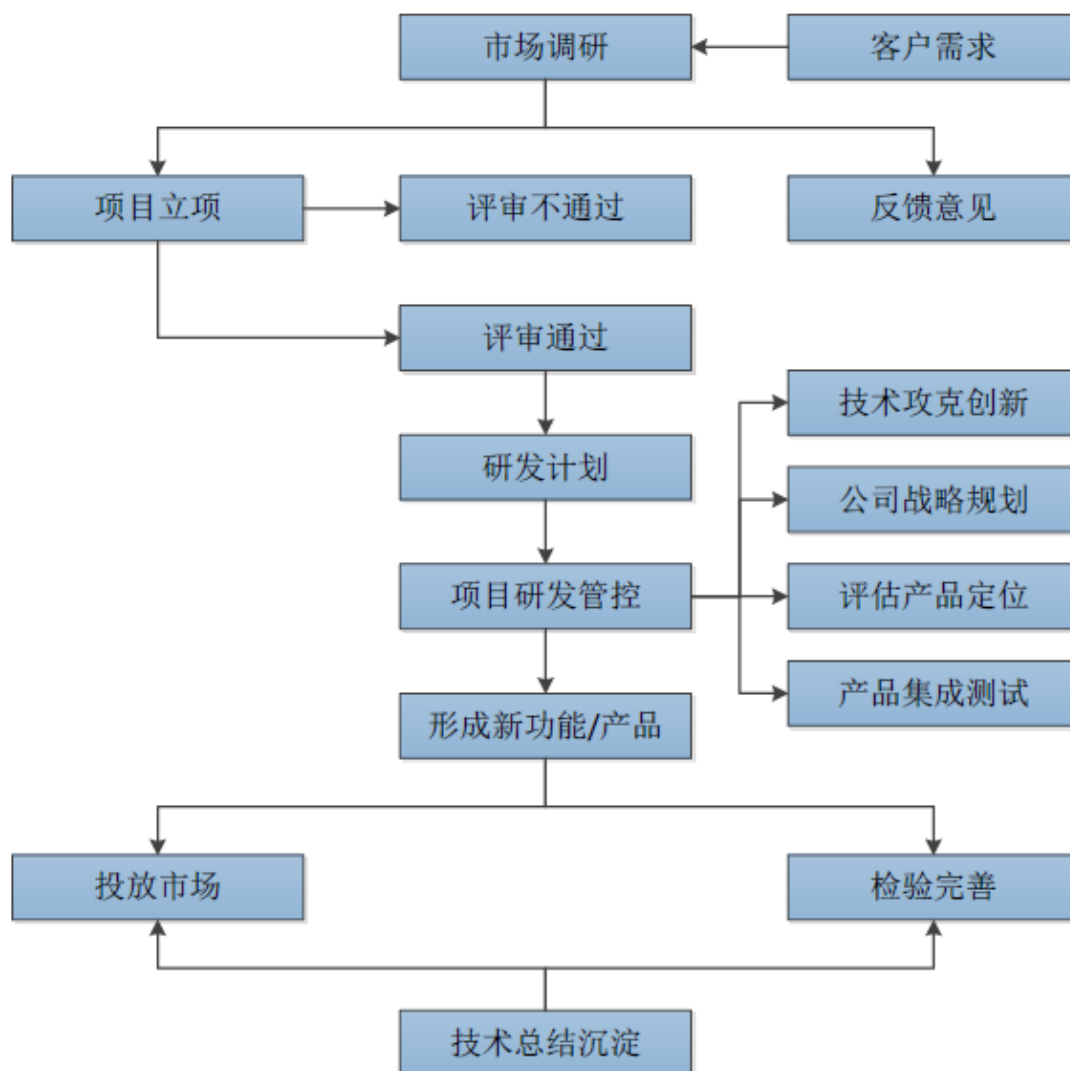 市场调研
客户需求
项目立项
评审不通过
反馈意见
评审通过
技术攻克创新
研发计划
公司战略规划
项目研发管控
评估产品定位
产品集成测试
形成新功能/产品
投放市场
检验完善
技术总结沉淀